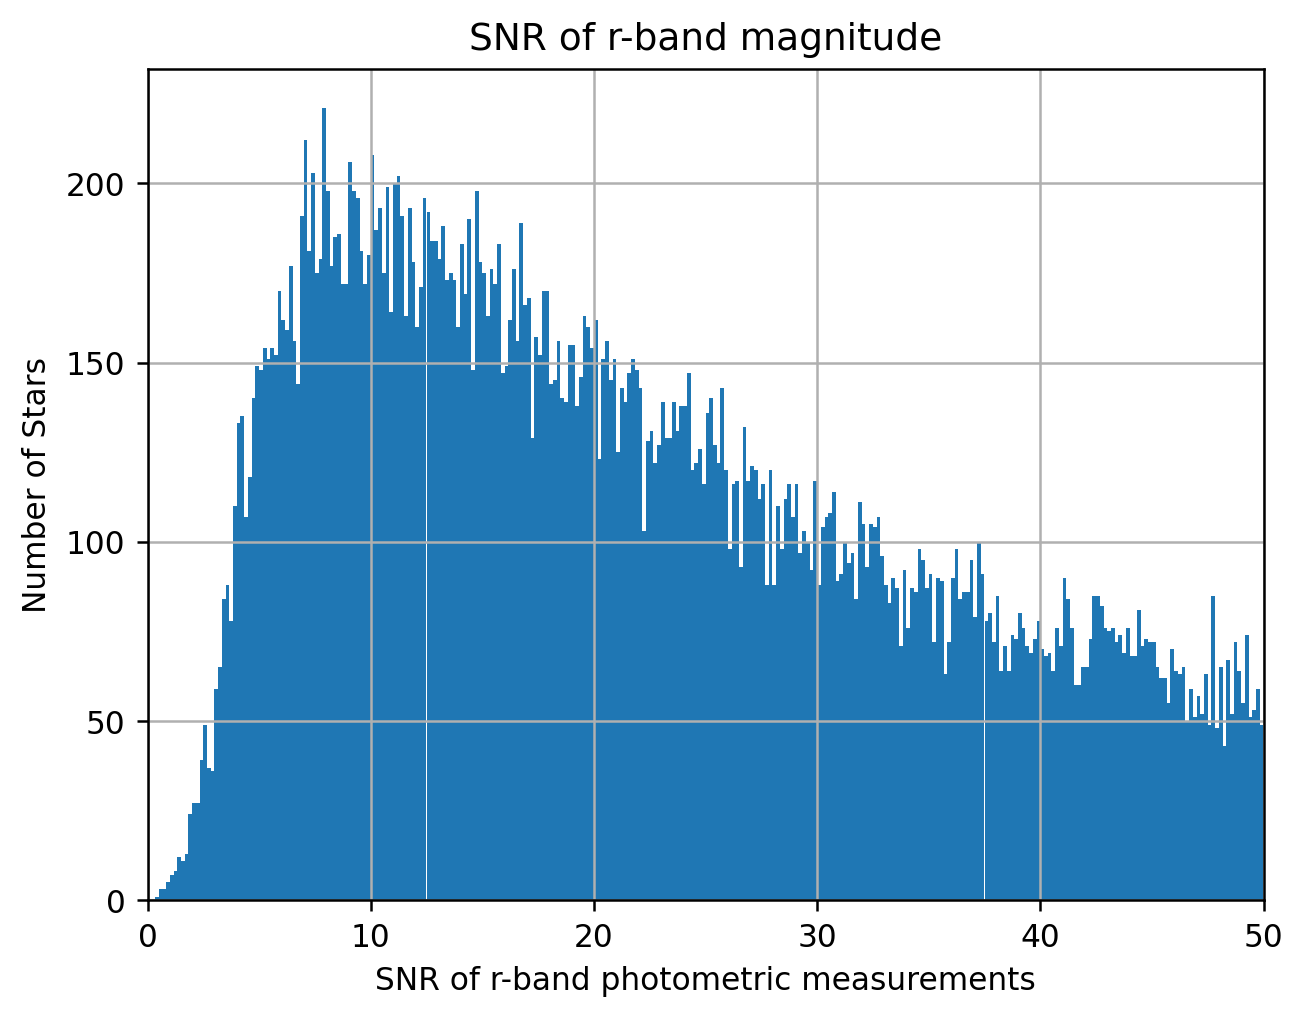 SNR of r-band magnitude
Number of Stars
200
150
100
50
0
0 10 20 30 40 50
SNR of r-band photometric measurements